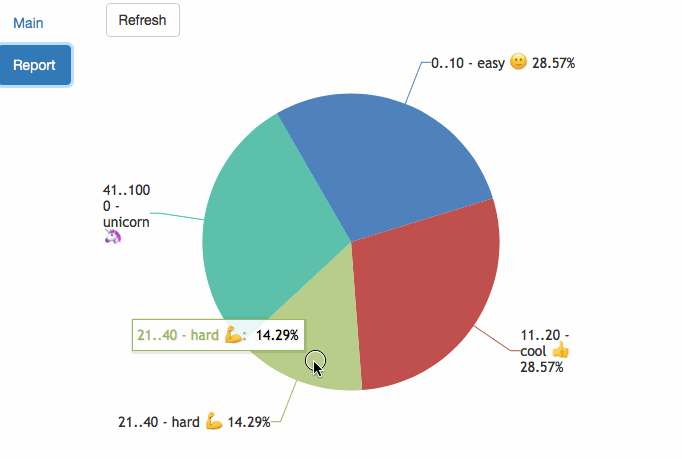 Main
Refresh
Report
0..10 - easy 🙂 28.57%
41..100
0 -
unicorn
🦄
21..40 - hard 💪: 14.29%
11..20 -
cool 👍
28.57%
21..40 - hard 💪 14.29%